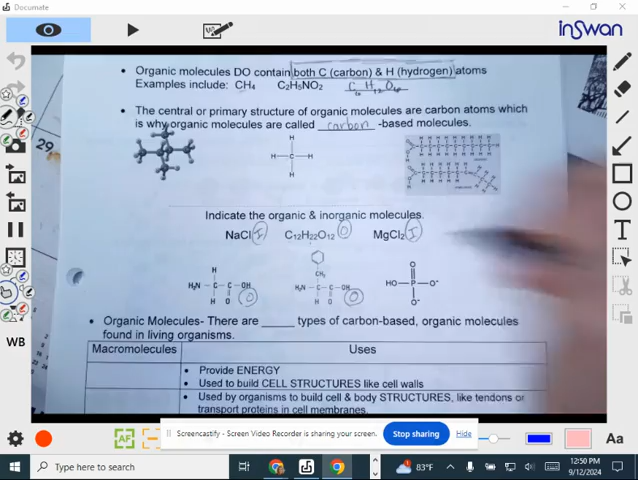 Documate
inSwan
• Organic molecules DO contain both C (carbon) & H (hydrogen) atoms
Examples include: CH4 C2H5NO2 C6H12O6
• The central or primary structure of organic molecules are carbon atoms which
is why organic molecules are called carbon -based molecules.
29
H
H C H
H
Indicate the organic & inorganic molecules.
NaCl I C12H22O12 O MgCl2 I
H
H2N C C OH
H O
O
CH2
H2N C C OH
H O
O
O
HO P O-
O-
• Organic Molecules- There are _____ types of carbon-based, organic molecules
found in living organisms.
Macromolecules Uses
• Provide ENERGY
• Used to build CELL STRUCTURES like cell walls
• Used by organisms to build cell & body STRUCTURES, like tendons or
transport proteins in cell membranes.
T
WB
AF
Screencastify - Screen Video Recorder is sharing your screen.
Stop sharing
Hide
Aa
Type here to search
83°F
12:50 PM
9/12/2024